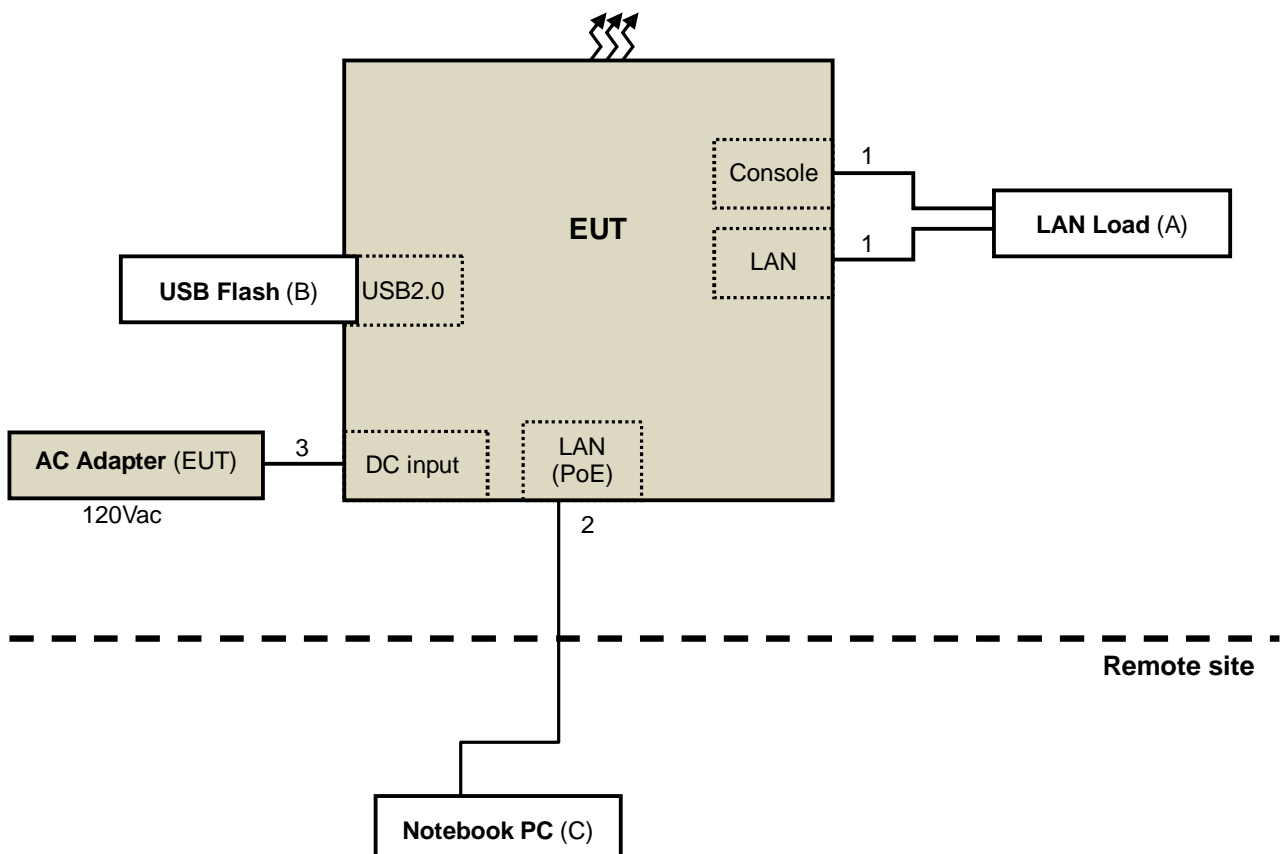 Console
1
EUT
LAN Load (A)
1
LAN
USB Flash (B)
USB2.0
AC Adapter (EUT)
3
DC input
LAN
(PoE)
120Vac
2
Remote site
Notebook PC (C)